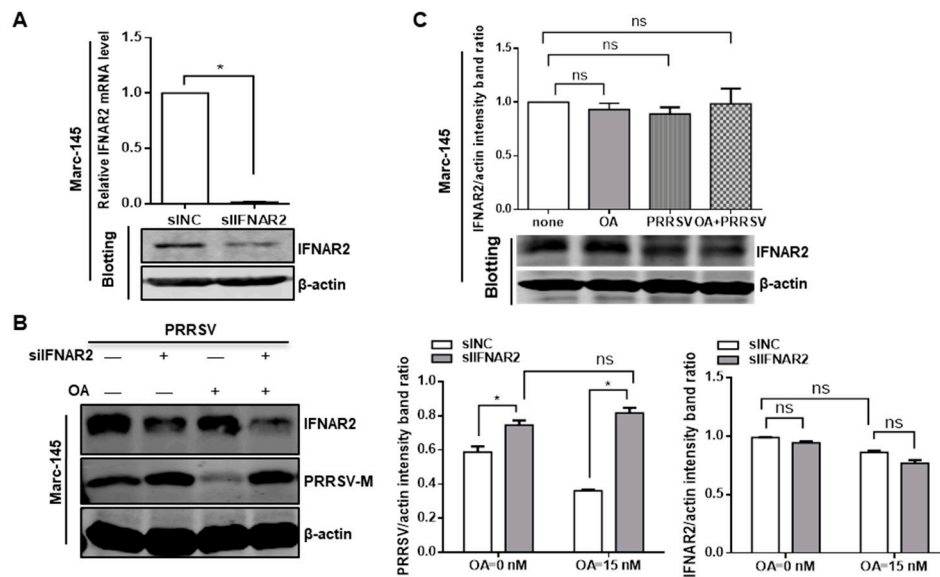 A
Marc-145
Relative IFNAR2 mRNA level
1.5
1.0
0.5
0.0
*
siNC siIFNAR2
Blotting
IFNAR2
β-actin
C
Marc-145
IFNAR2/actin intensity band ratio
1.5
1.0
0.5
0.0
ns
ns
ns
none OA PRRSV OA+PRRSV
Blotting
IFNAR2
β-actin
B
PRRSV
siIFNAR2 — + — +
OA — — + +
Marc-145
IFNAR2
PRRSV-M
β-actin
siNC
siIFNAR2
PRRSV/actin intensity band ratio
0.8
0.6
0.4
0.2
0.0
ns
*
*
OA=0 nM OA=15 nM
siNC
siIFNAR2
IFNAR2/actin intensity band ratio
1.5
1.0
0.5
0.0
ns
ns
ns
OA=0 nM OA=15 nM